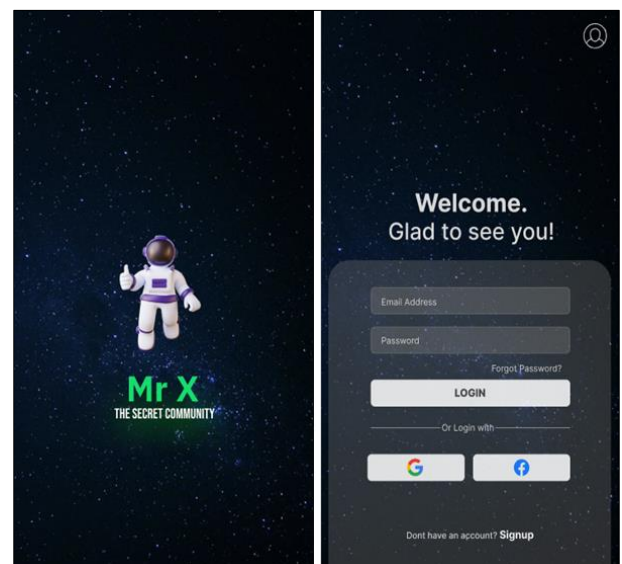 Mr X
THE SECRET COMMUNITY
Welcome.
Glad to see you!
Email Address
Password
Forgot Password?
LOGIN
Or Login with
Dont have an account? Signup